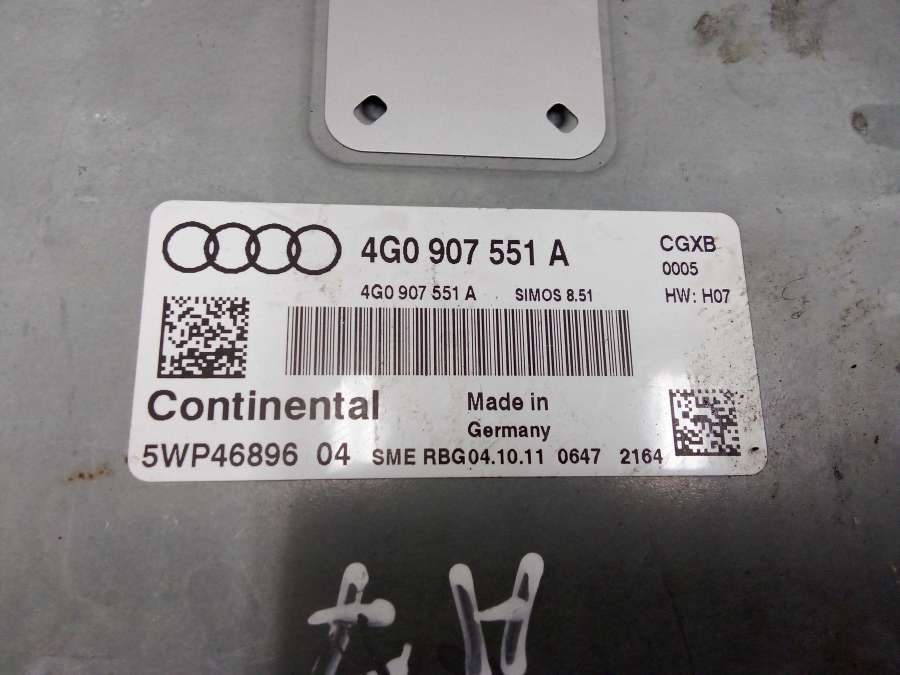 4G0 907 551 A
CGXB
0005
4G0 907 551 A SIMOS 8.51 HW: H07
Continental
Made in
Germany
5WP46896 04 SME RBG04.10.11 0647 2164